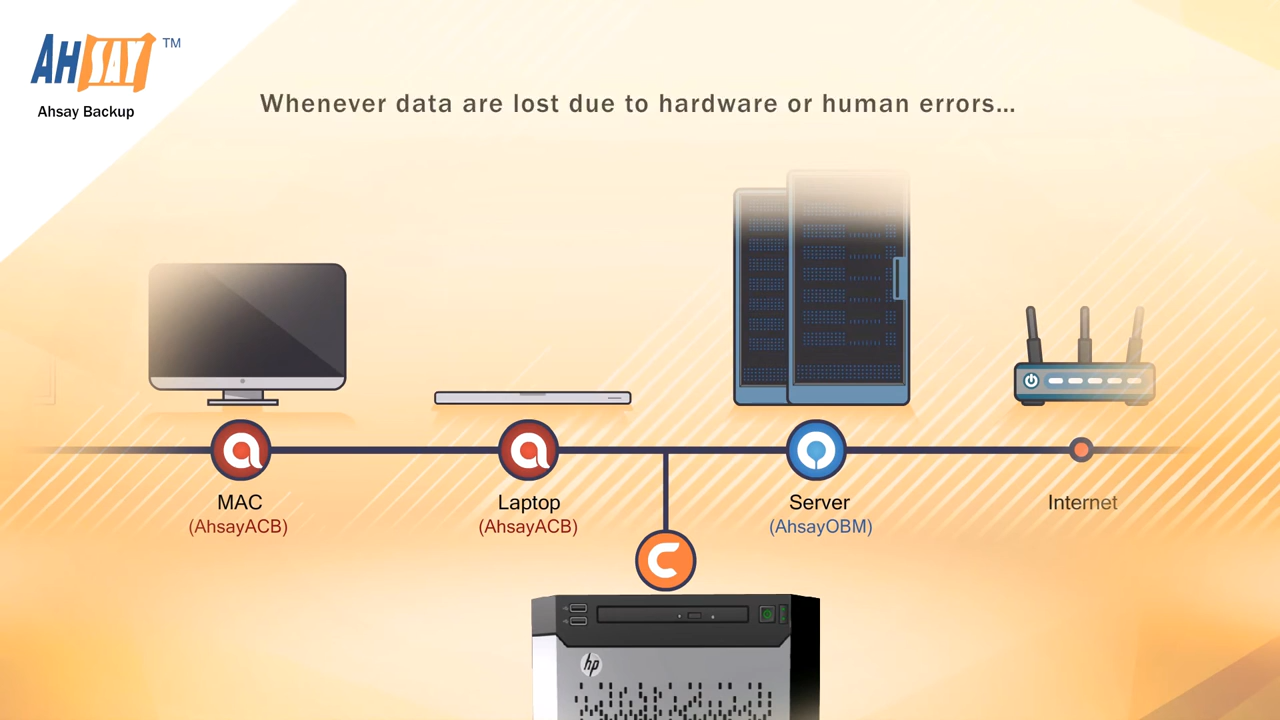 AHSAY™
Ahsay Backup
Whenever data are lost due to hardware or human errors...
MAC
(AhsayACB)
Laptop
(AhsayACB)
Server
(AhsayOBM)
Internet
C
hp